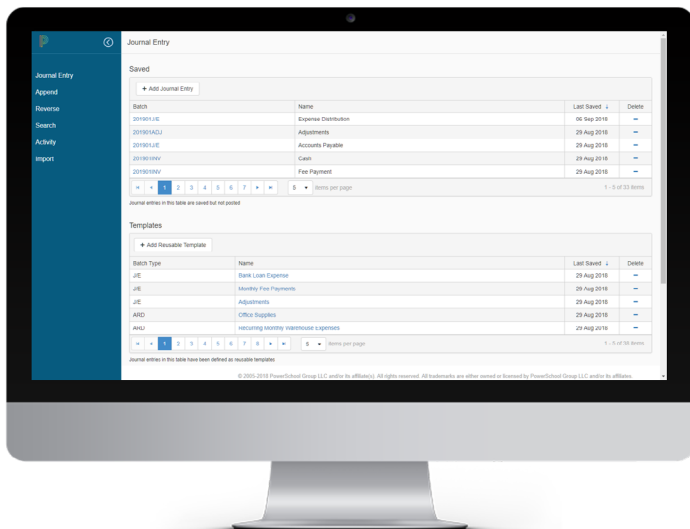 P
Journal Entry
Journal Entry
Append
Reverse
Search
Activity
Import
Saved
+ Add Journal Entry
Batch Name Last Saved ↓ Delete
201901J/E Expense Distribution 06 Sep 2018 –
201901ADJ Adjustments 29 Aug 2018 –
201901J/E Accounts Payable 29 Aug 2018 –
201901INV Cash 29 Aug 2018 –
201901INV Fee Payment 29 Aug 2018 –
1 2 3 4 5 6 7 5 items per page 1 - 5 of 33 items
Journal entries in this table are saved but not posted
Templates
+ Add Reusable Template
Batch Type Name Last Saved ↓ Delete
J/E Bank Loan Expense 29 Aug 2018 –
J/E Monthly Fee Payments 29 Aug 2018 –
J/E Adjustments 29 Aug 2018 –
ARD Office Supplies 29 Aug 2018 –
ARD Recurring Monthly Warehouse Expenses 29 Aug 2018 –
1 2 3 4 5 6 7 8 5 items per page 1 - 5 of 38 items
Journal entries in this table have been defined as reusable templates
© 2005-2018 PowerSchool Group LLC and/or its affiliate(s). All rights reserved. All trademarks are either owned or licensed by PowerSchool Group LLC and/or its affiliates.